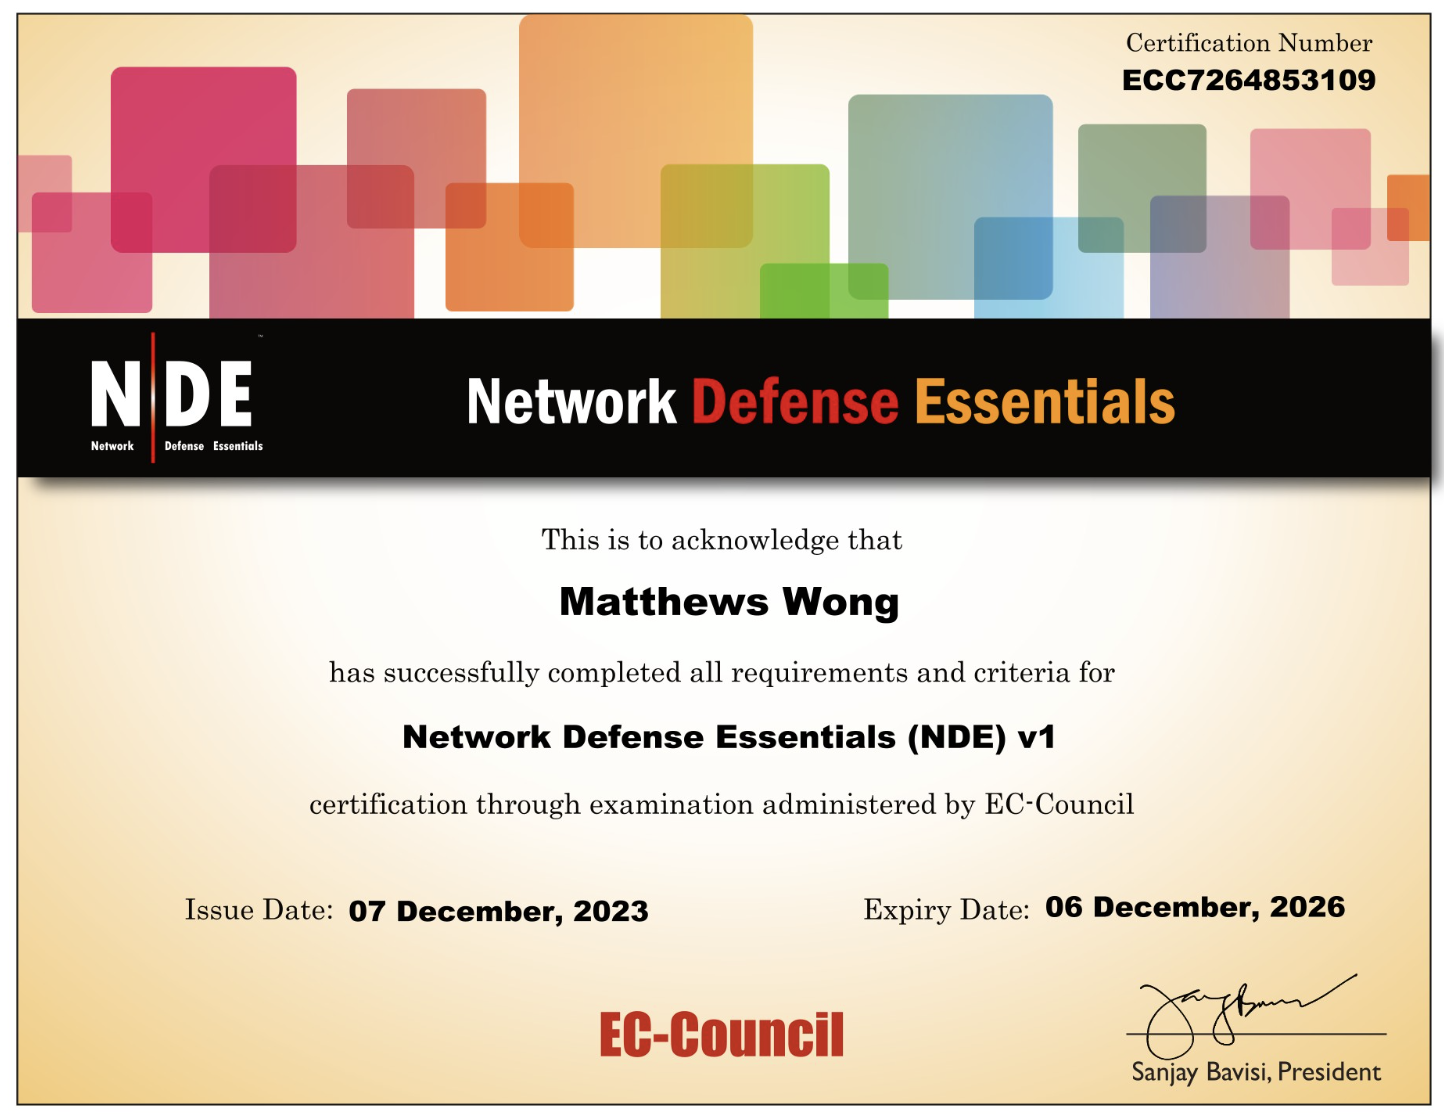 Certification Number
ECC7264853109
N DE
™
Network Defense Essentials
Network Defense Essentials
This is to acknowledge that
Matthews Wong
has successfully completed all requirements and criteria for
Network Defense Essentials (NDE) v1
certification through examination administered by EC-Council
Issue Date: 07 December, 2023 Expiry Date: 06 December, 2026
EC-Council
Sanjay Bavisi, President